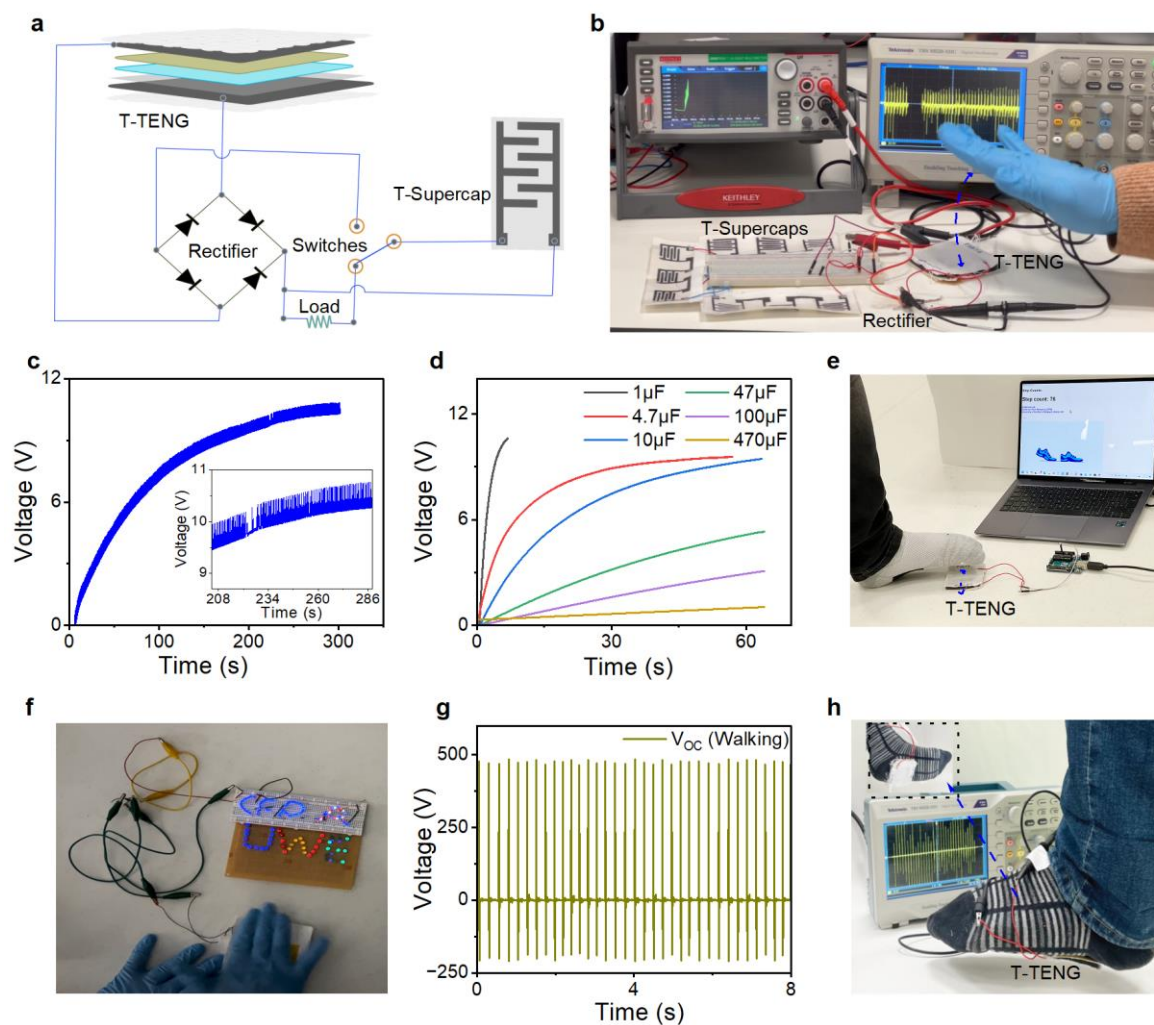 a
T-TENG
T-Supercap
Rectifier
Switches
Load
b
Tektronix
KEITHLEY
T-Supercaps
T-TENG
Rectifier
c
12
6
0
Voltage (V)
0
100
200
300
Time (s)
11
10
9
Voltage (V)
208
234
260
286
Time (s)
d
12
6
0
Voltage (V)
1μF
4.7μF
10μF
47μF
100μF
470μF
0
30
60
Time (s)
e
Step count: 76
T-TENG
f
UWE
g
500
250
0
−250
Voltage (V)
VOC (Walking)
0
4
8
Time (s)
h
Tektronix
T-TENG